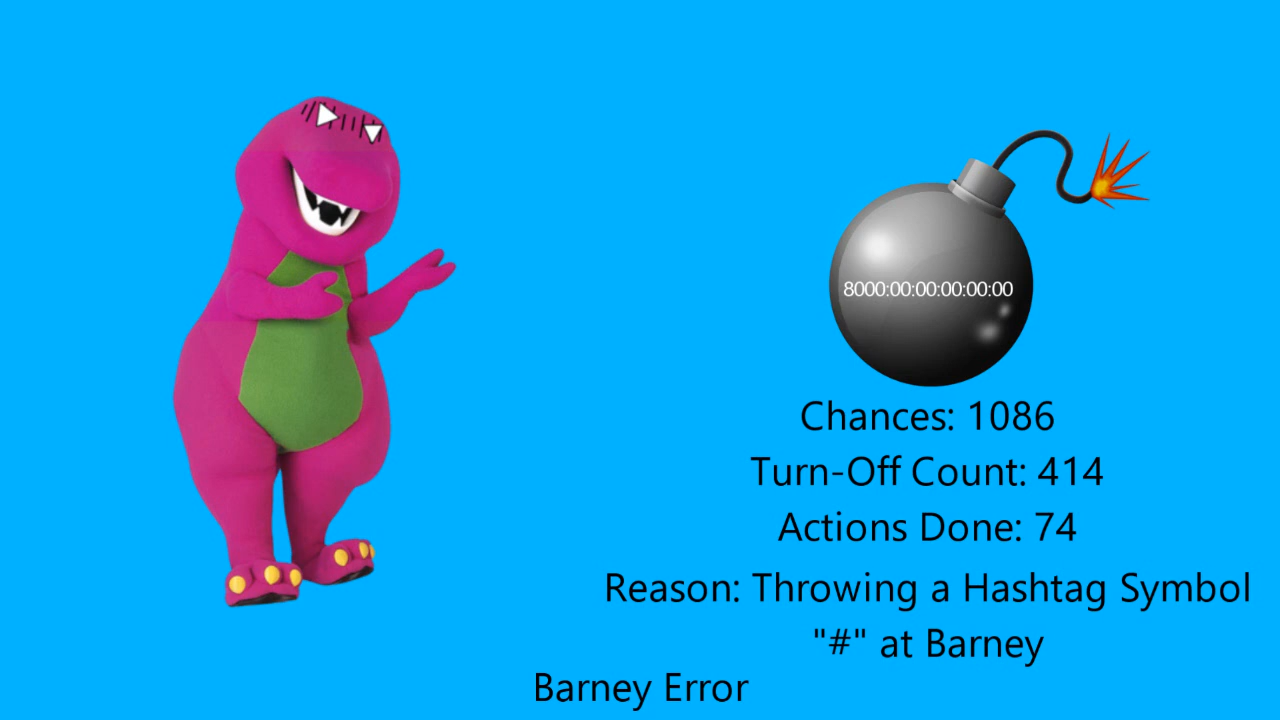 8000:00:00:00:00:00
Chances: 1086
Turn-Off Count: 414
Actions Done: 74
Reason: Throwing a Hashtag Symbol
"#" at Barney
Barney Error